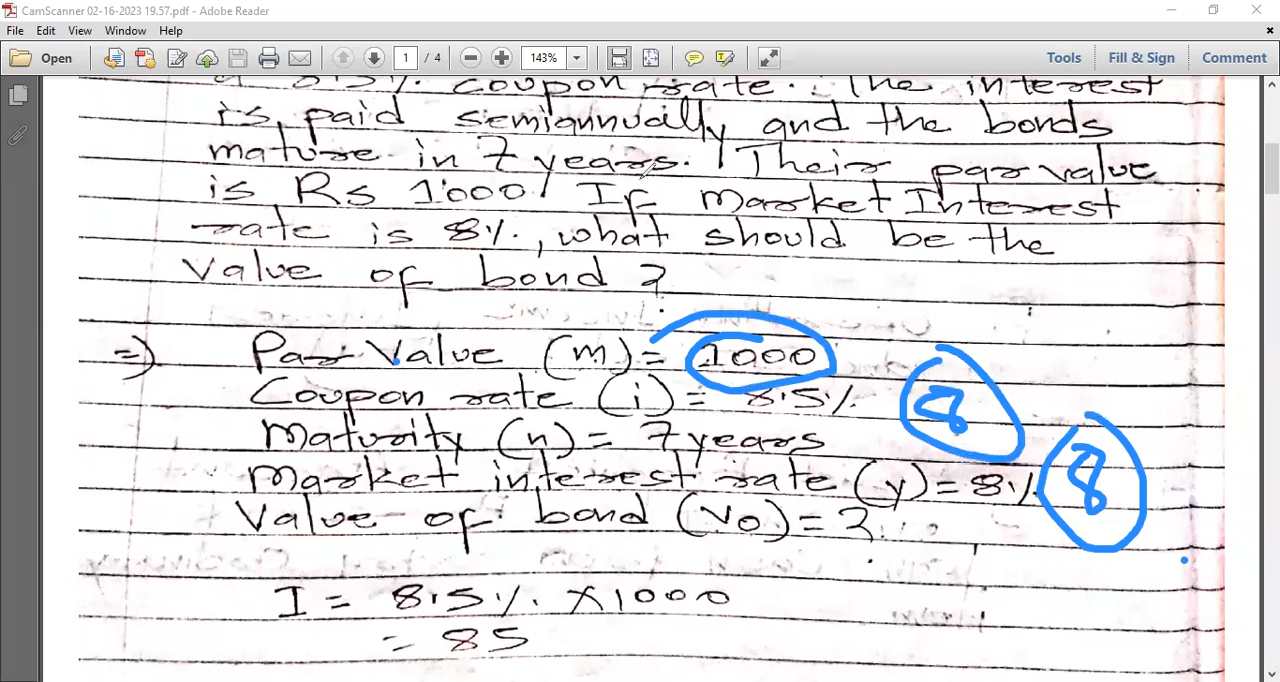 CamScanner 02-16-2023 19.57.pdf - Adobe Reader
File Edit View Window Help
Open 1 / 4 143% Tools Fill & Sign Comment
a 8.5% coupon rate. The interest
is paid semiannually and the bonds
mature in 7 years. Their par value
is Rs 1000. If market Interest
rate is 8%, what should be the
value of bond ?
=) Par Value (m) = 1000
Coupon rate (i) = 8.5% 8
Maturity (n) = 7 years
Market interest rate (y) = 8% 8
Value of bond (Vo) = ?
I = 8.5% X 1000
= 85